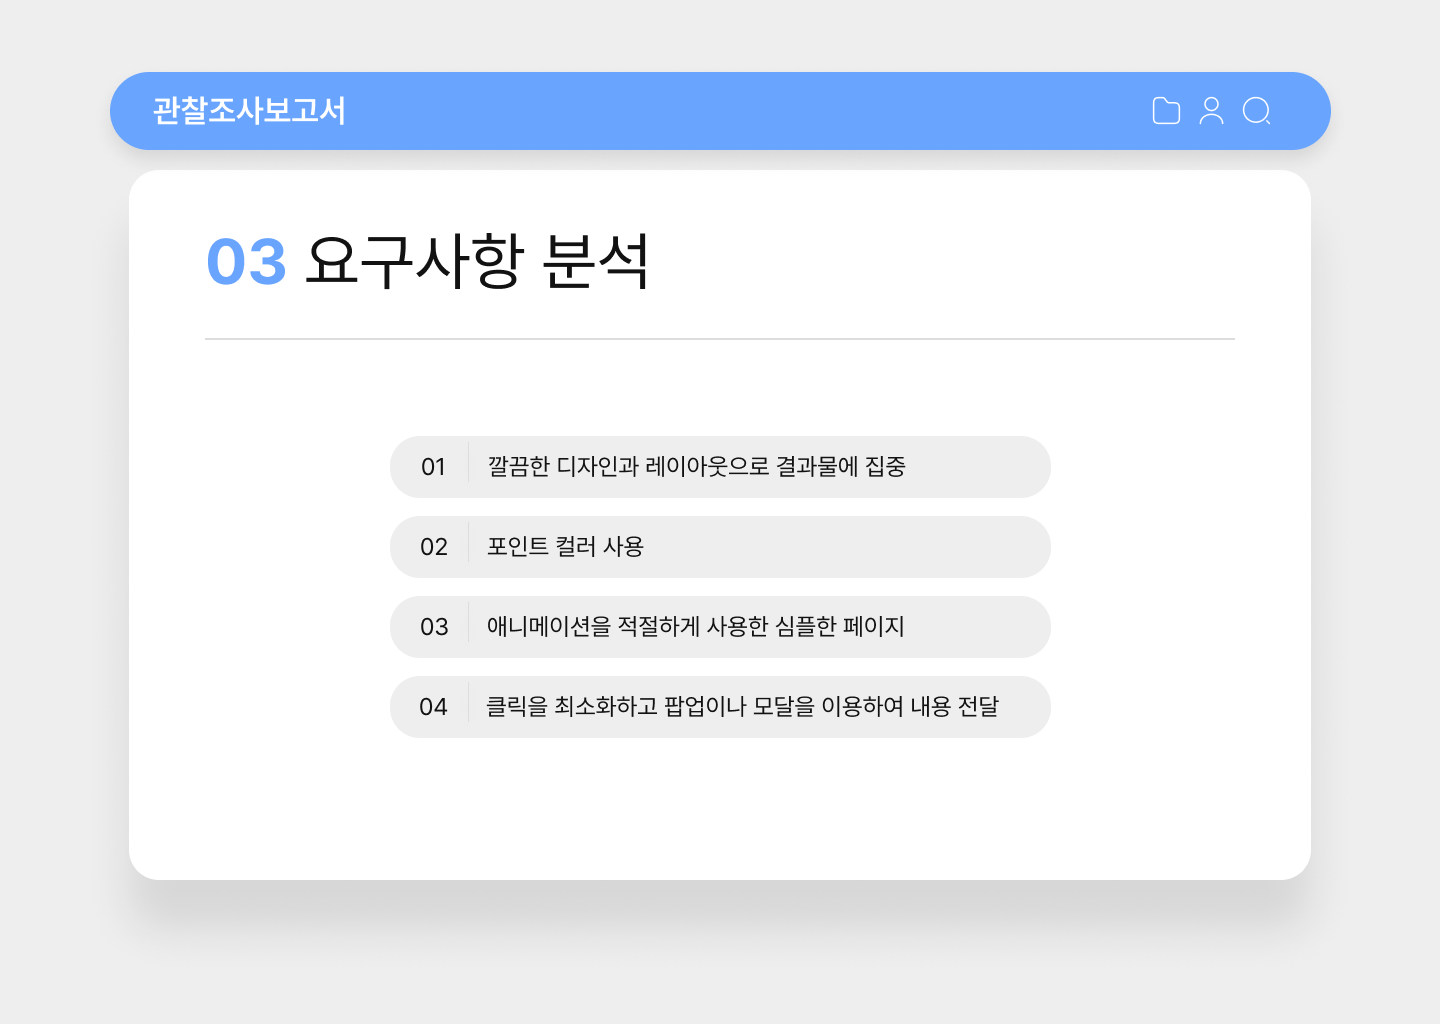 관찰조사보고서
03 요구사항 분석
01 깔끔한 디자인과 레이아웃으로 결과물에 집중
02 포인트 컬러 사용
03 애니메이션을 적절하게 사용한 심플한 페이지
04 클릭을 최소화하고 팝업이나 모달을 이용하여 내용 전달